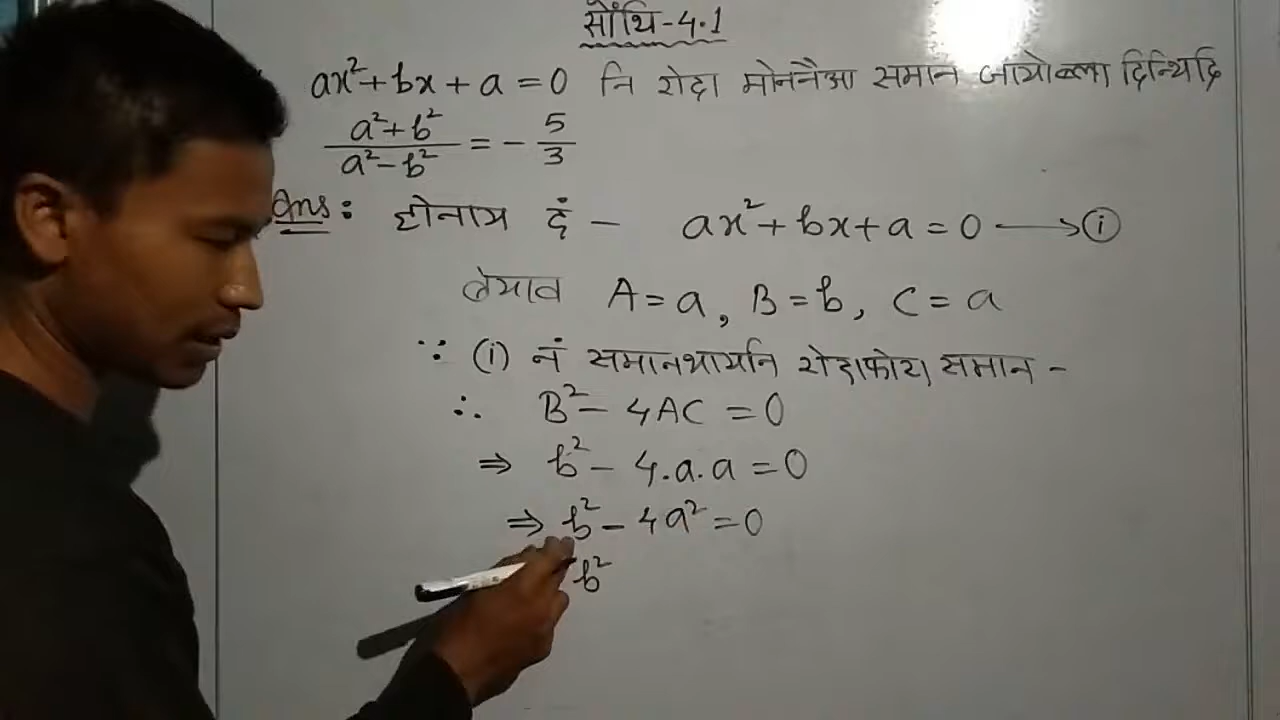 सोंथि-4.1
ax²+bx+a=0 नि रोदा मोननैआ समान जायोब्ला दिन्थिदि
(a²+b²)/(a²-b²) = -5/3
Ans: होनाय दं - ax²+bx+a=0 ⟶ (i)
बेयाव A=a, B=b, C=a
∵ (i) नं समानथायनि रोदाफोरा समान -
∴ B²-4AC=0
⇒ b²-4.a.a=0
⇒ b²-4a²=0
b²